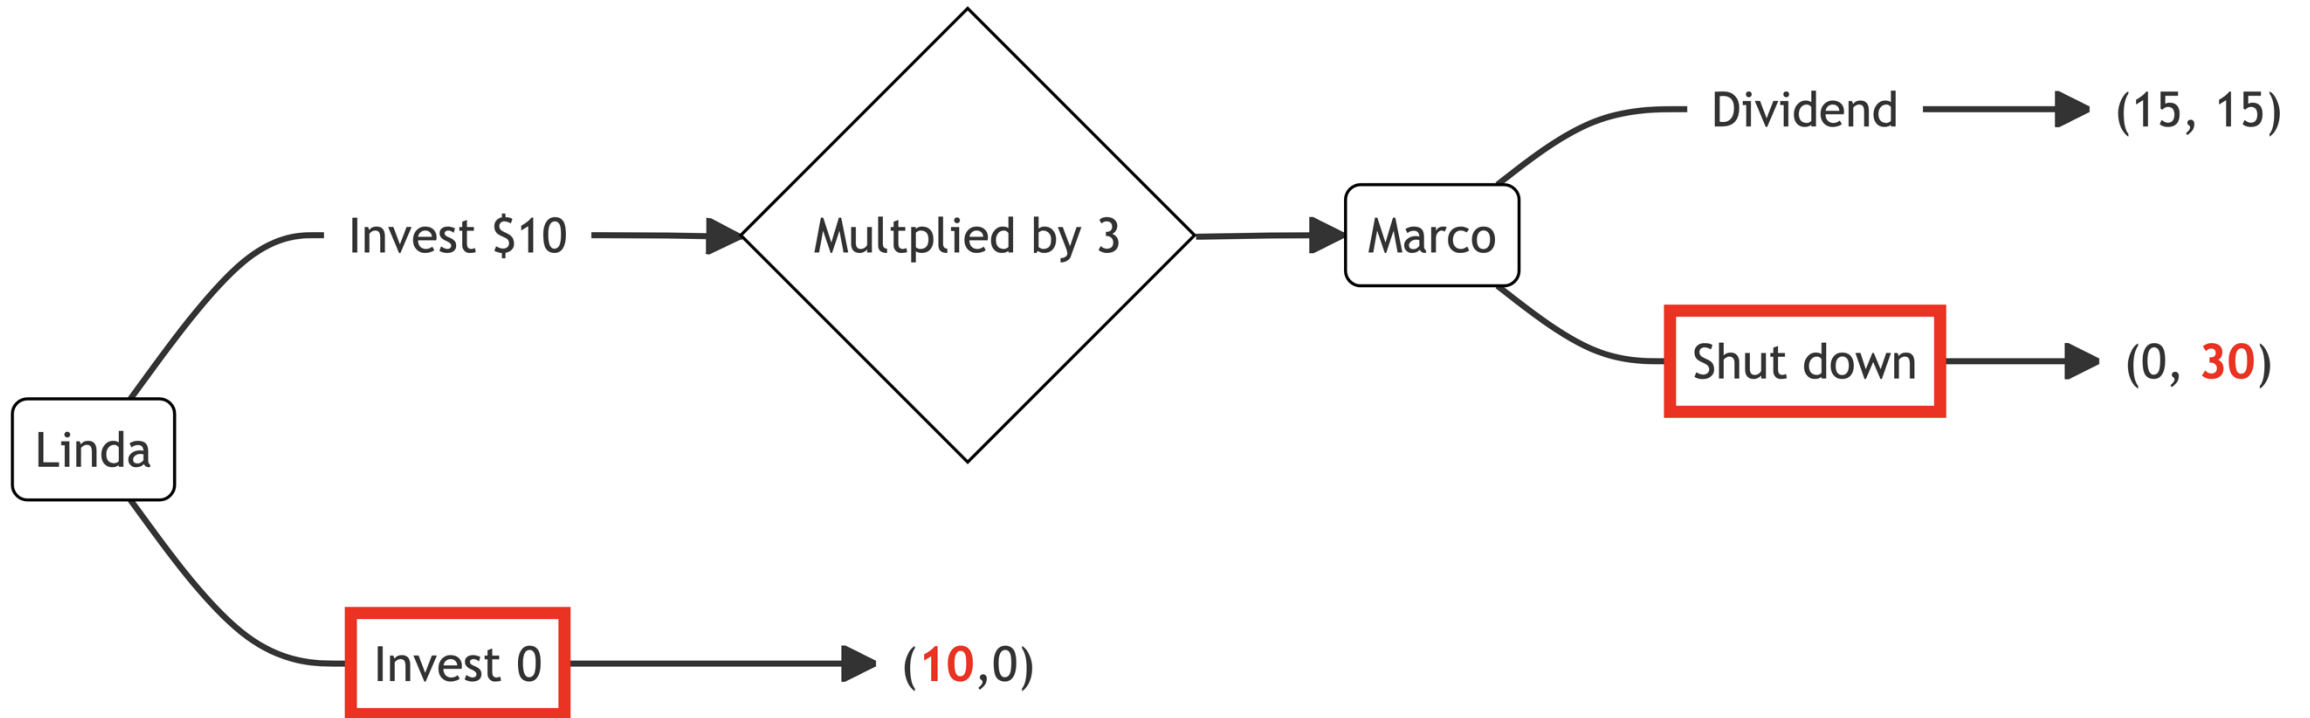 Dividend (15, 15)
Invest $10 Multplied by 3 Marco
Shut down (0, 30)
Linda
Invest 0 (10,0)